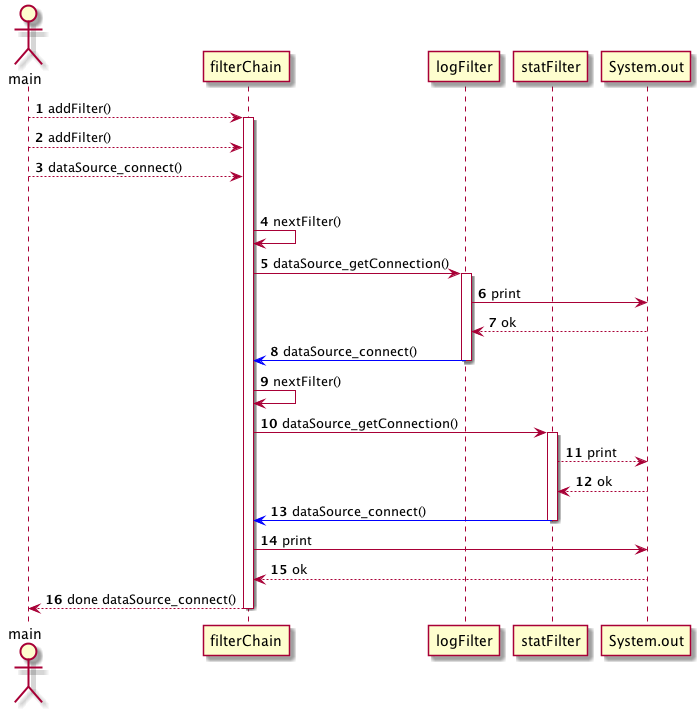 main
filterChain
logFilter
statFilter
System.out
1 addFilter()
2 addFilter()
3 dataSource_connect()
4 nextFilter()
5 dataSource_getConnection()
6 print
7 ok
8 dataSource_connect()
9 nextFilter()
10 dataSource_getConnection()
11 print
12 ok
13 dataSource_connect()
14 print
15 ok
16 done dataSource_connect()
main
filterChain
logFilter
statFilter
System.out